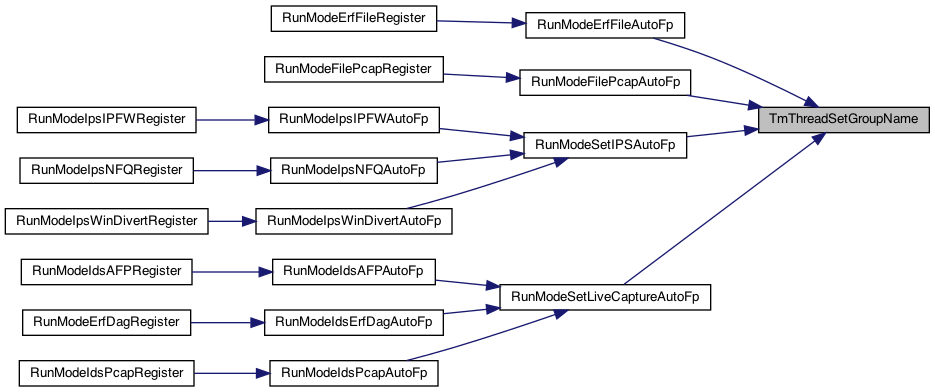 RunModeErfFileRegister
RunModeErfFileAutoFp
RunModeFilePcapRegister
RunModeFilePcapAutoFp
RunModeIpsIPFWRegister
RunModeIpsIPFWAutoFp
TmThreadSetGroupName
RunModeSetIPSAutoFp
RunModeIpsNFQRegister
RunModeIpsNFQAutoFp
RunModeIpsWinDivertRegister
RunModeIpsWinDivertAutoFp
RunModeIdsAFPRegister
RunModeIdsAFPAutoFp
RunModeSetLiveCaptureAutoFp
RunModeErfDagRegister
RunModeIdsErfDagAutoFp
RunModeIdsPcapRegister
RunModeIdsPcapAutoFp